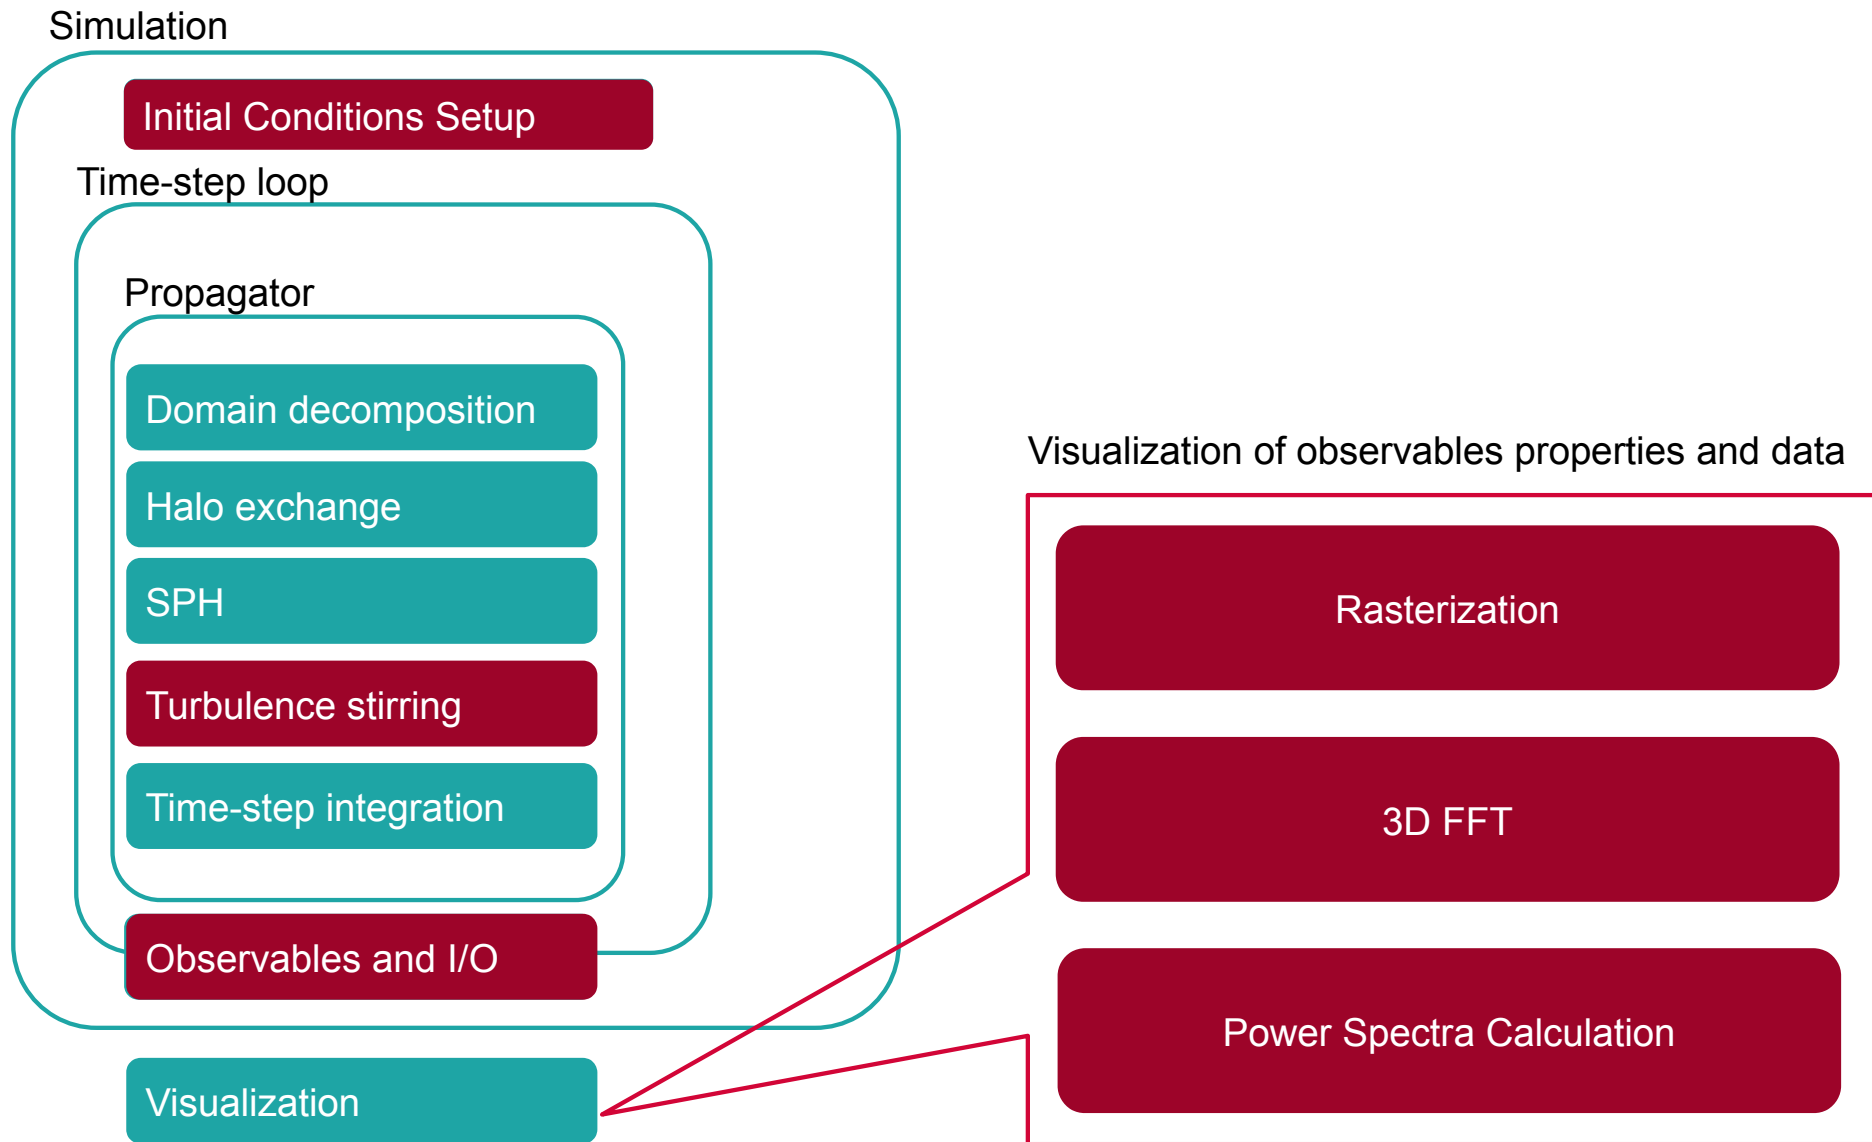 Simulation
Initial Conditions Setup
Time-step loop
Propagator
Domain decomposition
Halo exchange
SPH
Turbulence stirring
Time-step integration
Observables and I/O
Visualization
Visualization of observables properties and data
Rasterization
3D FFT
Power Spectra Calculation